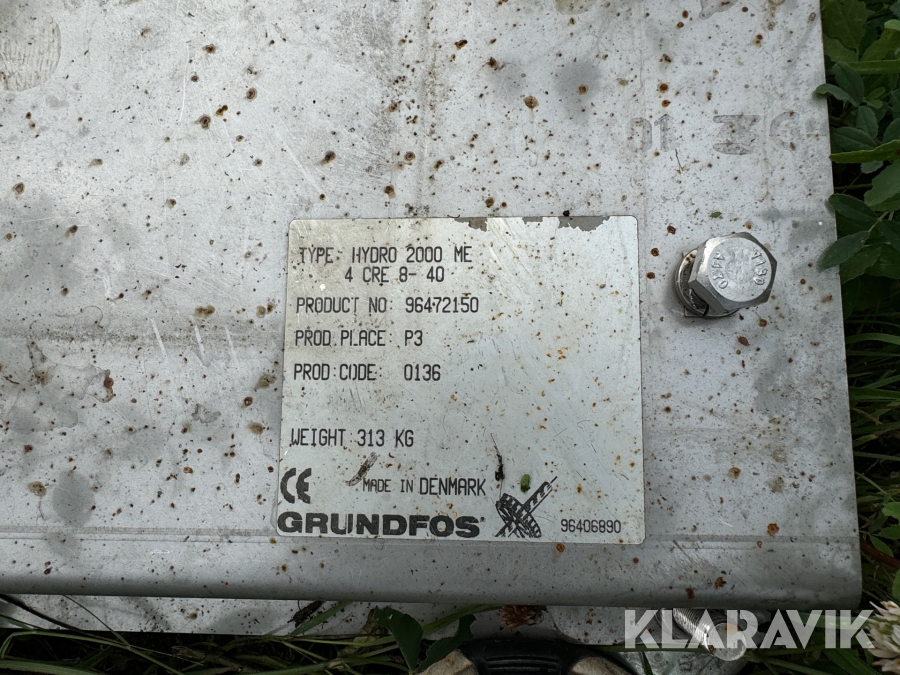 TYPE: HYDRO 2000 ME
4 CRE 8- 40
PRODUCT NO: 96472150
PROD. PLACE: P3
PROD: CODE: 0136
WEIGHT: 313 KG
CE
MADE IN DENMARK
GRUNDFOS
96406890
KLARAVIK